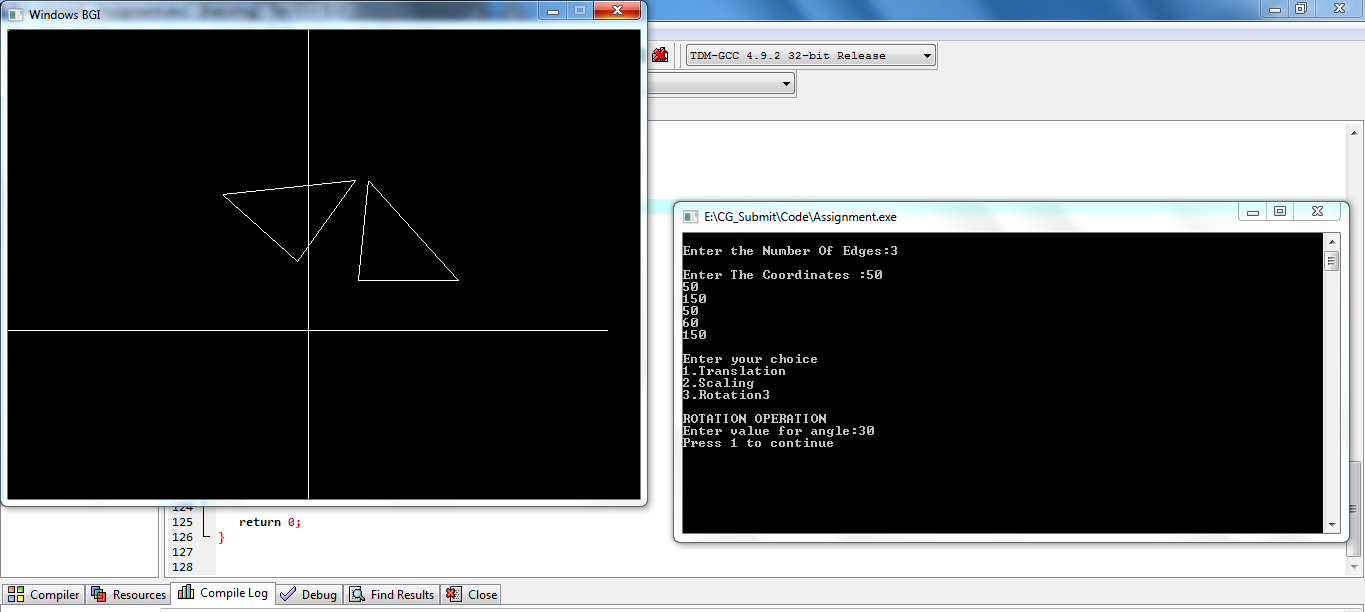 Windows BGI
TDM-GCC 4.9.2 32-bit Release
E:\CG_Submit\Code\Assignment.exe
Enter the Number Of Edges:3
Enter The Coordinates :50
50
150
50
60
150
Enter your choice
1.Translation
2.Scaling
3.Rotation3
ROTATION OPERATION
Enter value for angle:30
Press 1 to continue
124
125 return 0;
126 }
127
128
Compiler Resources Compile Log Debug Find Results Close